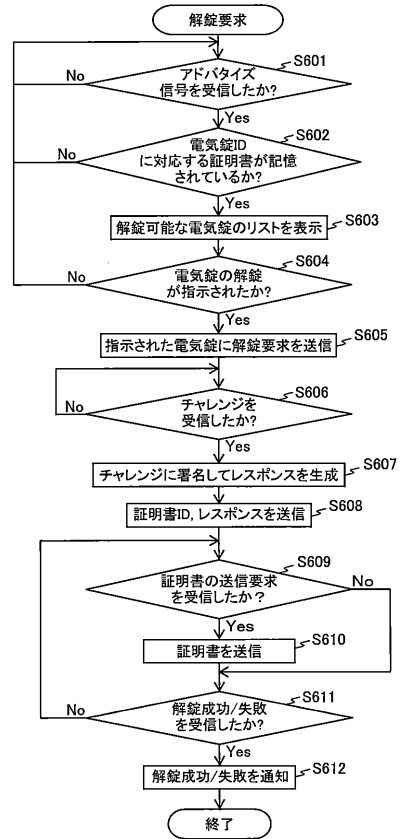 解錠要求
S601
アドバタイズ
信号を受信したか?
No
Yes
S602
電気錠ID
に対応する証明書が記憶
されているか?
No
Yes
S603
解錠可能な電気錠のリストを表示
S604
電気錠の解錠
が指示されたか?
No
Yes
S605
指示された電気錠に解錠要求を送信
S606
チャレンジを
受信したか?
No
Yes
S607
チャレンジに署名してレスポンスを生成
S608
証明書ID,レスポンスを送信
S609
証明書の送信要求
を受信したか?
No
Yes
S610
証明書を送信
S611
解錠成功/失敗
を受信したか?
No
Yes
S612
解錠成功/失敗を通知
終了